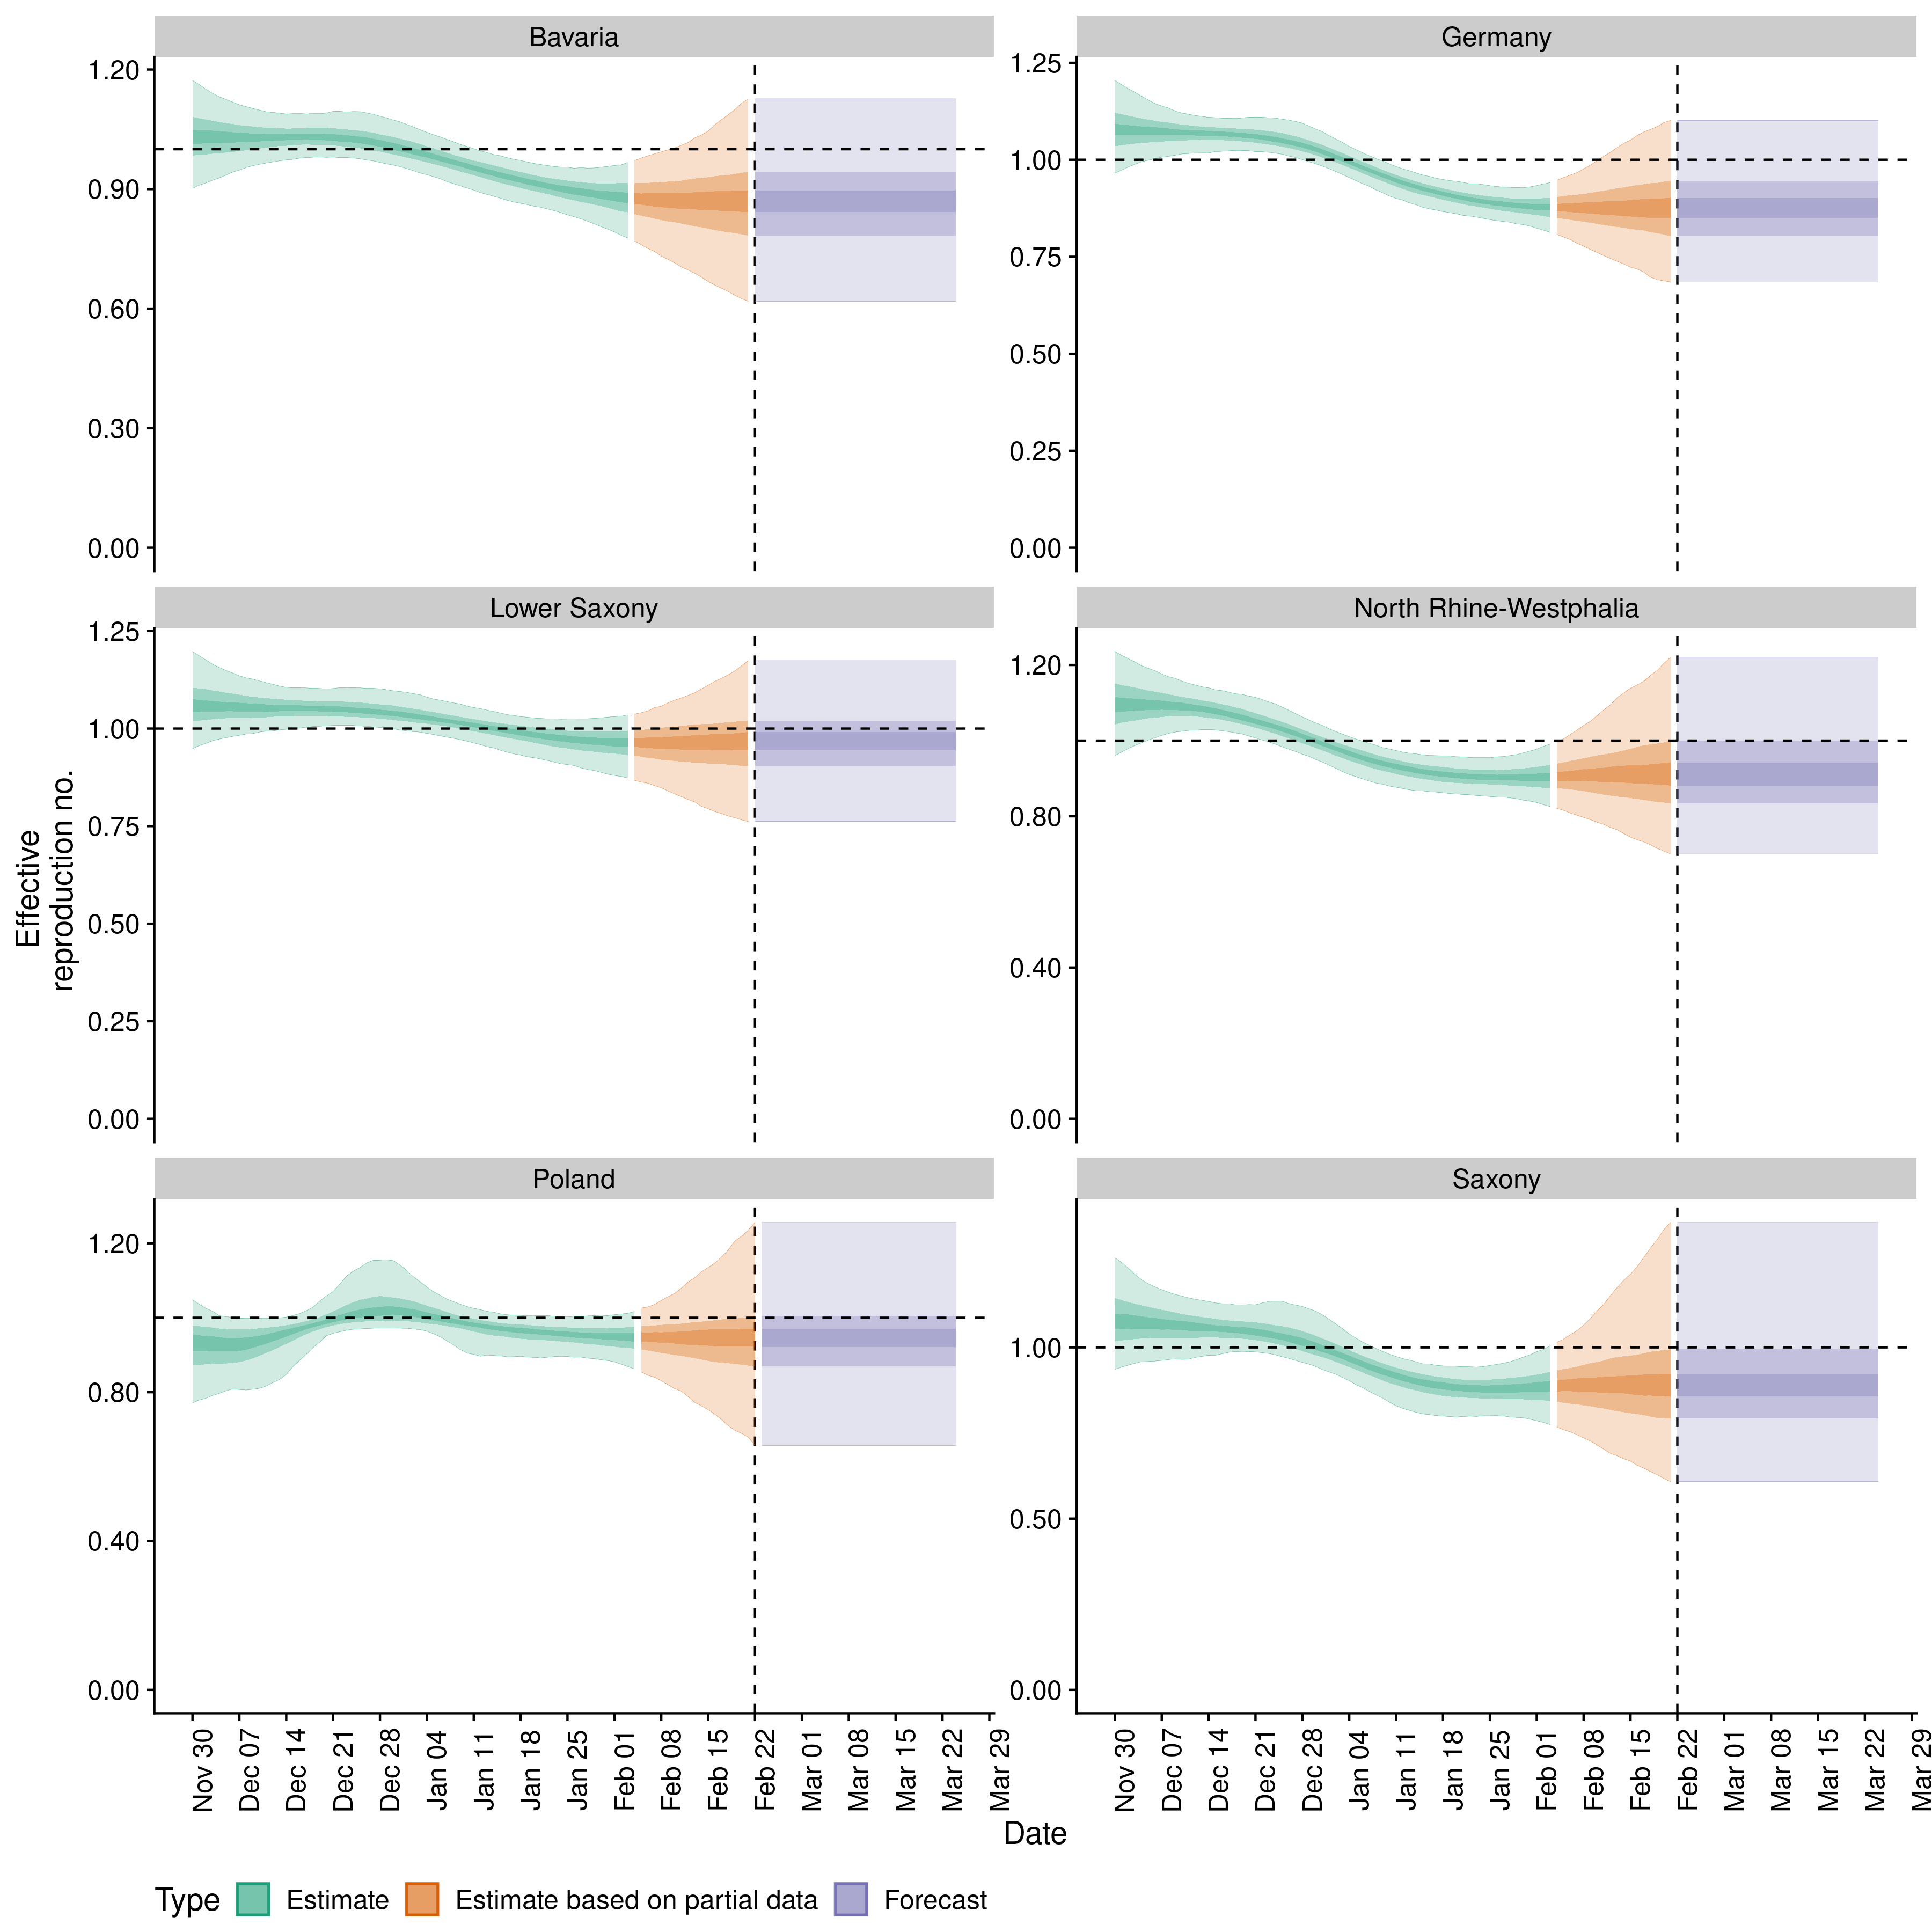 Bavaria
Germany
1.20
0.90
0.60
0.30
0.00
1.25
1.00
0.75
0.50
0.25
0.00
Lower Saxony
North Rhine-Westphalia
1.25
1.00
0.75
0.50
0.25
0.00
1.20
0.80
0.40
0.00
Effective
reproduction no.
Poland
Saxony
1.20
0.80
0.40
0.00
1.00
0.50
0.00
Nov 30
Dec 07
Dec 14
Dec 21
Dec 28
Jan 04
Jan 11
Jan 18
Jan 25
Feb 01
Feb 08
Feb 15
Feb 22
Mar 01
Mar 08
Mar 15
Mar 22
Mar 29
Nov 30
Dec 07
Dec 14
Dec 21
Dec 28
Jan 04
Jan 11
Jan 18
Jan 25
Feb 01
Feb 08
Feb 15
Feb 22
Mar 01
Mar 08
Mar 15
Mar 22
Mar 29
Date
Type Estimate Estimate based on partial data Forecast